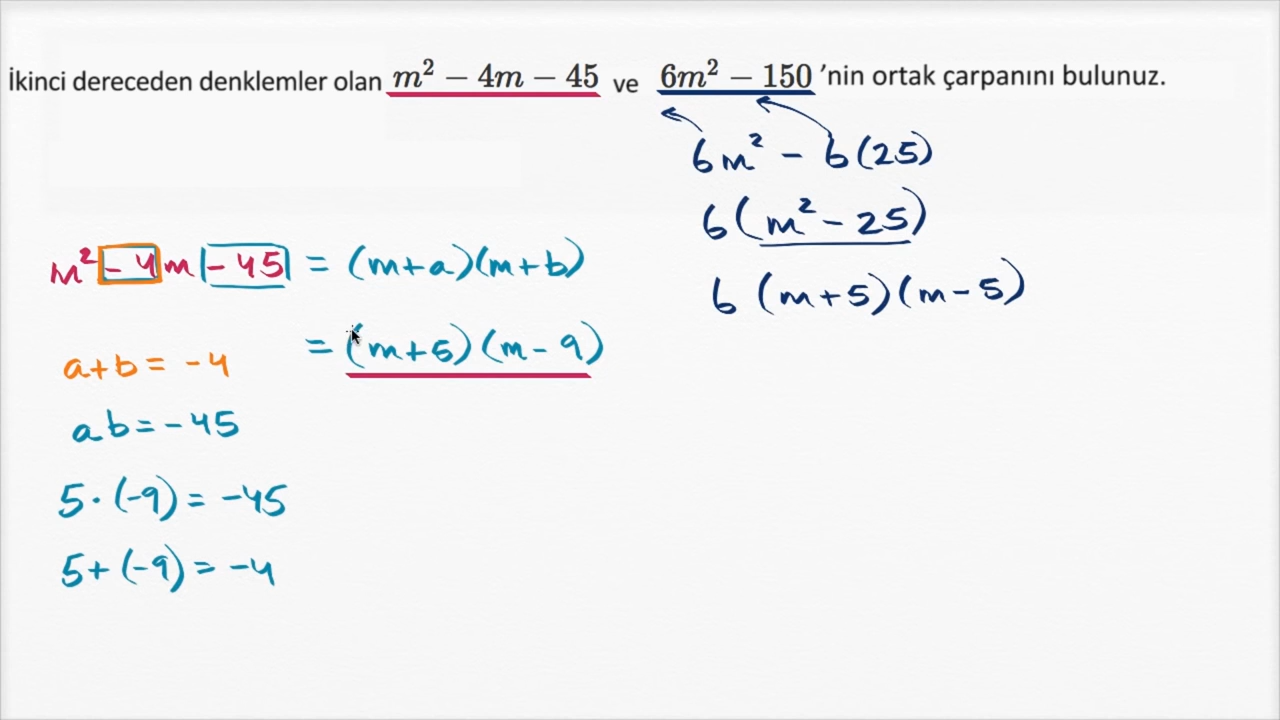 İkinci dereceden denklemler olan m² − 4m − 45 ve 6m² − 150 'nin ortak çarpanını bulunuz.
6m² − 6(25)
6(m² − 25)
6 (m+5)(m−5)
m² − 4m − 45 = (m+a)(m+b)
= (m+5)(m−9)
a+b = −4
ab = −45
5·(−9) = −45
5+(−9) = −4